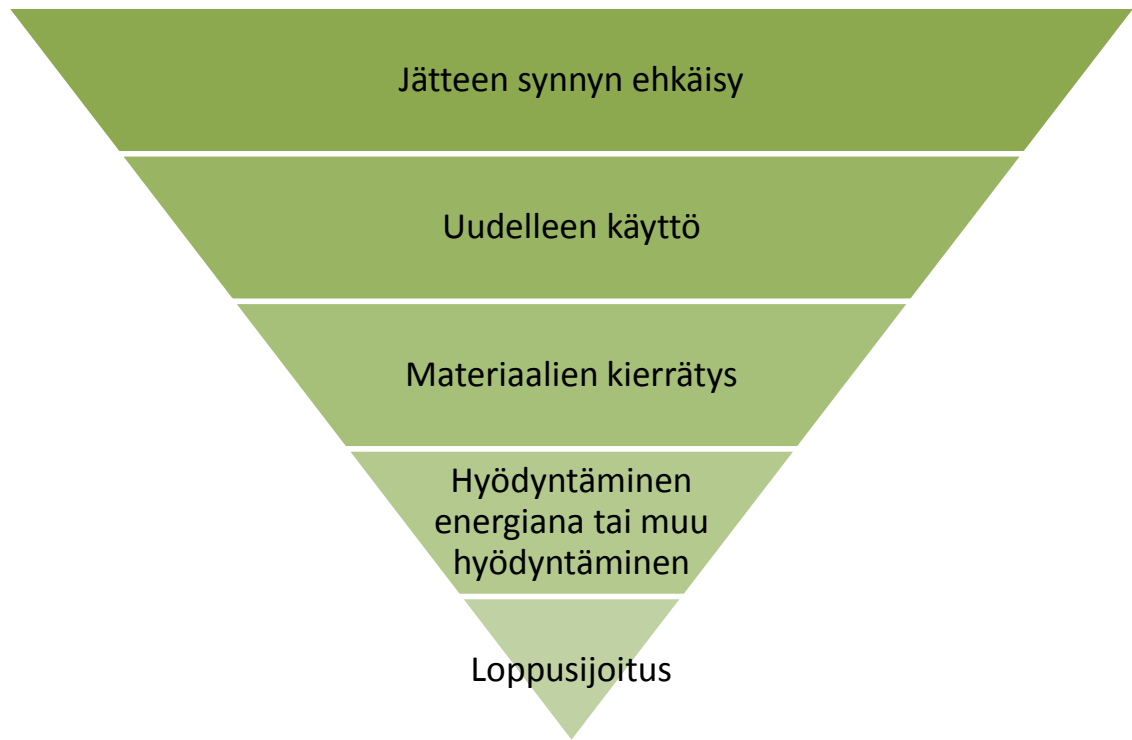 Jätteen synnyn ehkäisy
Uudelleen käyttö
Materiaalien kierrätys
Hyödyntäminen
energiana tai muu
hyödyntäminen
Loppusijoitus